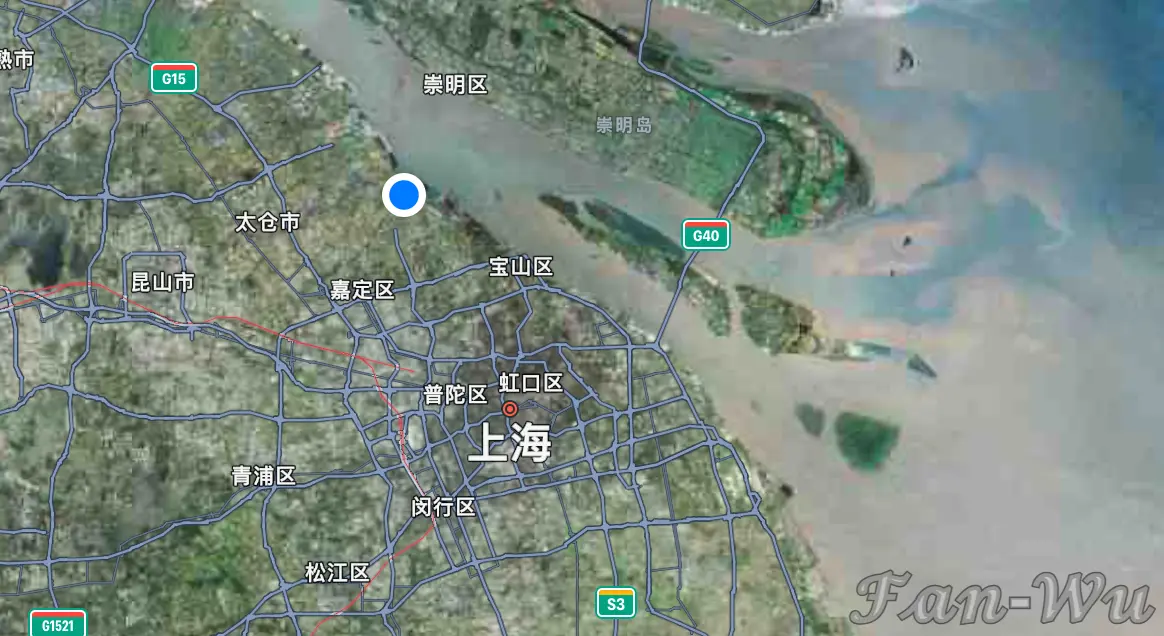 熟市
G15
崇明区
崇明岛
太仓市
G40
昆山市
宝山区
嘉定区
普陀区
虹口区
上海
青浦区
闵行区
松江区
S3
G1521
Fan-Wu